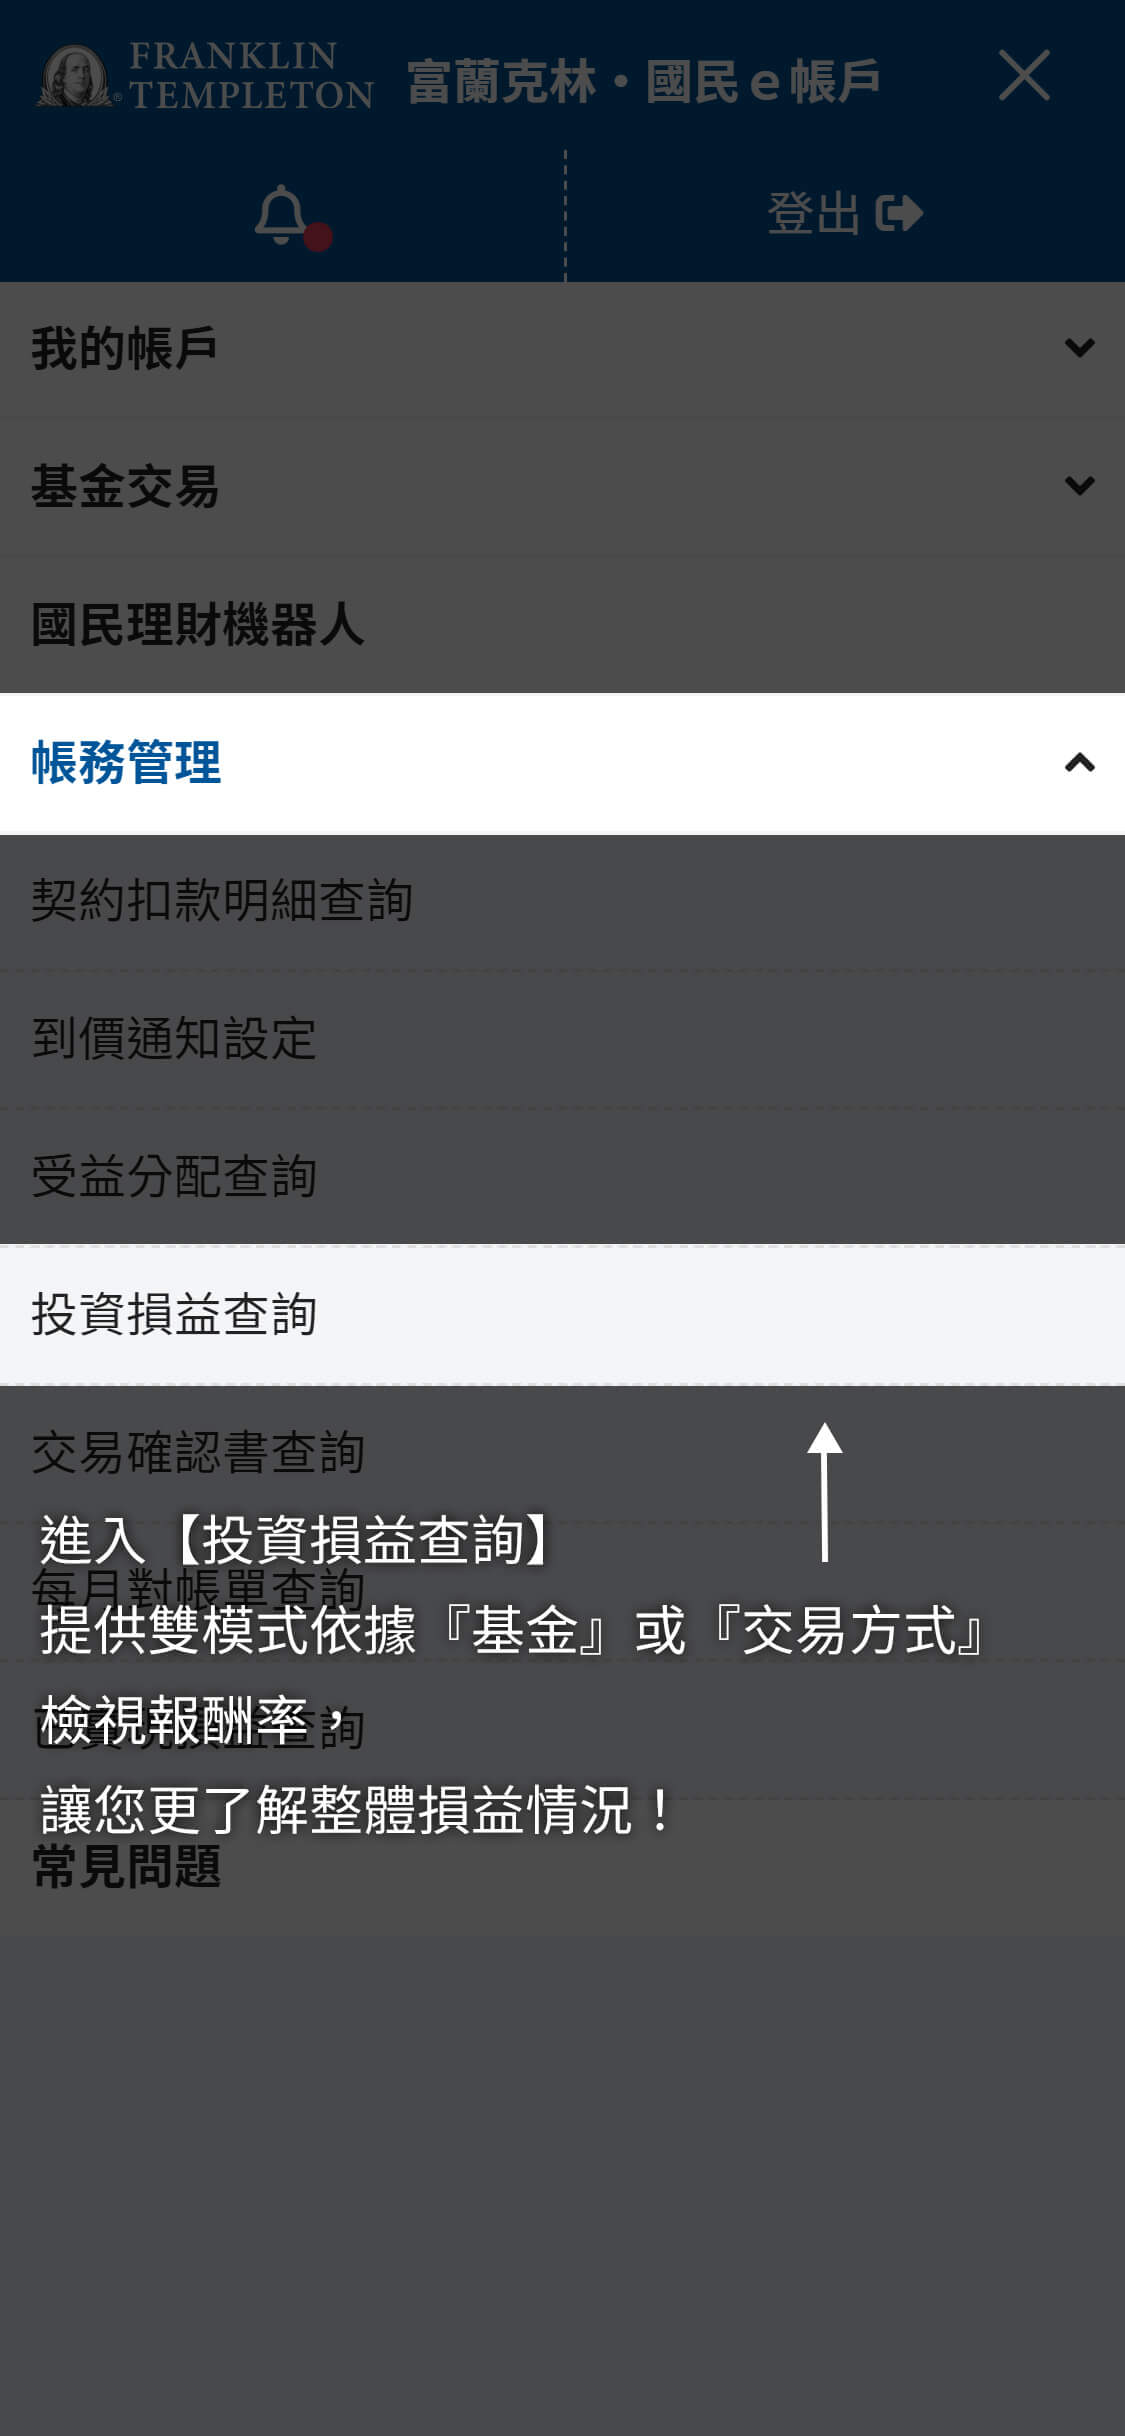 FRANKLIN
TEMPLETON
富蘭克林‧國民e帳戶
登出
我的帳戶
基金交易
國民理財機器人
帳務管理
契約扣款明細查詢
到價通知設定
受益分配查詢
投資損益查詢
交易確認書查詢
進入【投資損益查詢】
每月對帳單查詢
提供雙模式依據『基金』或『交易方式』
檢視報酬率，
已實現損益查詢
讓您更了解整體損益情況！
常見問題